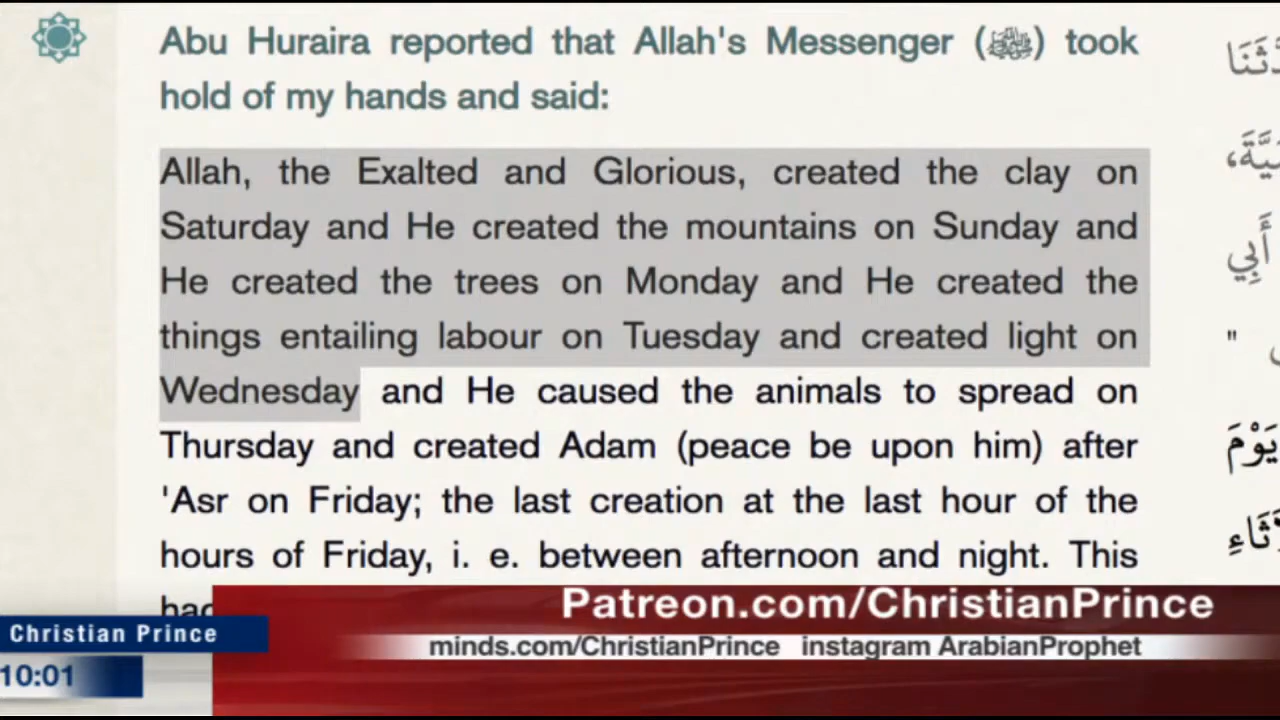 Abu Huraira reported that Allah's Messenger (ﷺ) took
hold of my hands and said:
Allah, the Exalted and Glorious, created the clay on
Saturday and He created the mountains on Sunday and
He created the trees on Monday and He created the
things entailing labour on Tuesday and created light on
Wednesday and He caused the animals to spread on
Thursday and created Adam (peace be upon him) after
'Asr on Friday; the last creation at the last hour of the
hours of Friday, i. e. between afternoon and night. This
أَبِي
يَوْمَ
Patreon.com/ChristianPrince
Christian Prince
minds.com/ChristianPrince instagram ArabianProphet
10:01